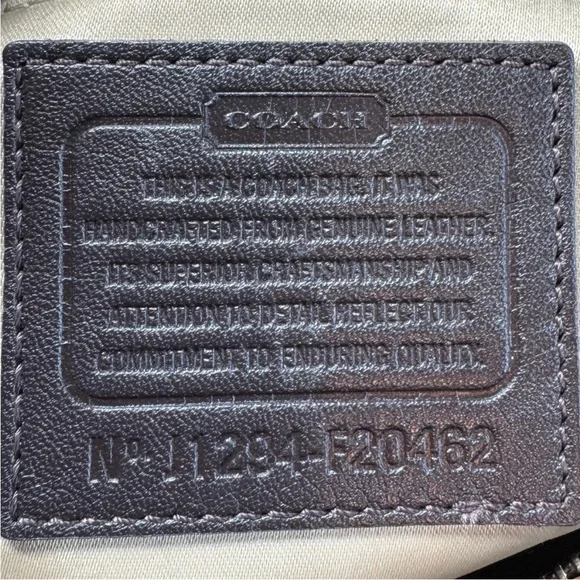 COACH
THIS IS A COACH BAG. IT WAS
HANDCRAFTED FROM GENUINE LEATHER.
ITS SUPERIOR CRAFTSMANSHIP AND
ATTENTION TO DETAIL REFLECT OUR
COMMITMENT TO ENDURING QUALITY.
Nº J1294-F20462